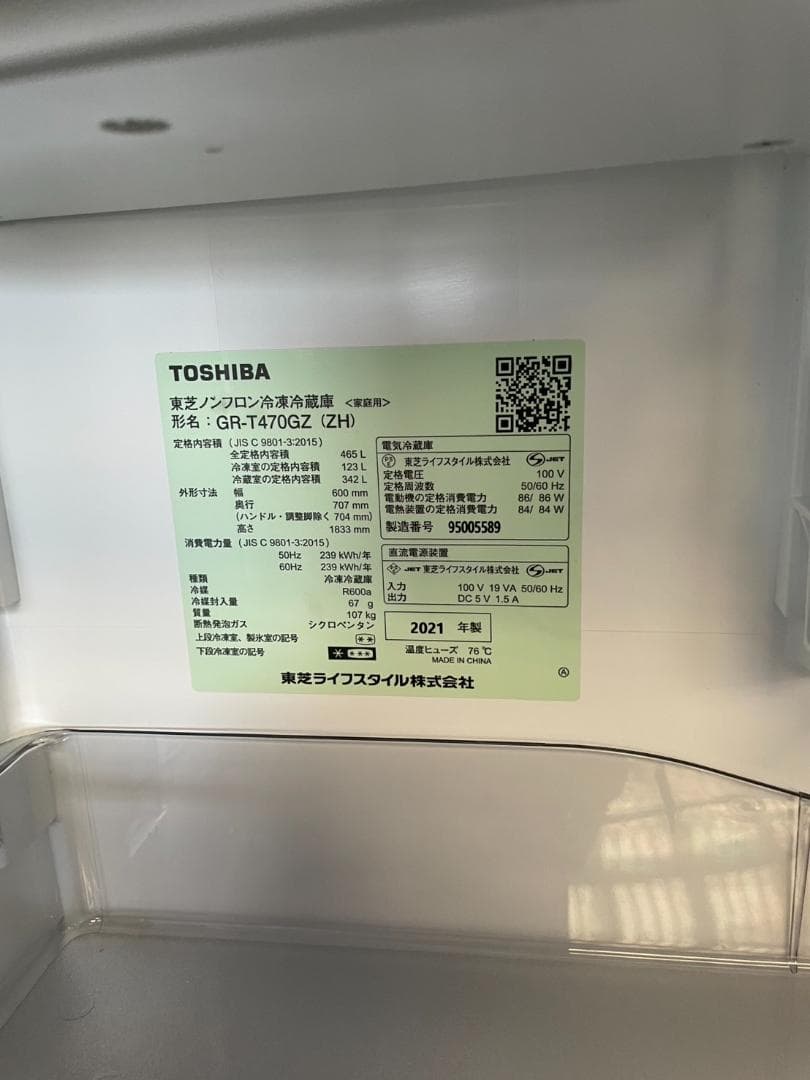 TOSHIBA
東芝ノンフロン冷凍冷蔵庫 <家庭用>
形名：GR-T470GZ (ZH)
定格内容積 (JIS C 9801-3:2015)
全定格内容積 465 L
冷凍室の定格内容積 123 L
冷蔵室の定格内容積 342 L
外形寸法 幅 600 mm
奥行 707 mm
(ハンドル・調整脚除く 704 mm)
高さ 1833 mm
消費電力量 (JIS C 9801-3:2015)
50Hz 239 kWh/年
60Hz 239 kWh/年
種類 冷凍冷蔵庫
冷媒 R600a
冷媒封入量 67 g
質量 107 kg
断熱発泡ガス シクロペンタン
上段冷凍室、製氷室の記号
下段冷凍室の記号
電気冷蔵庫
東芝ライフスタイル株式会社 JET
定格電圧 100 V
定格周波数 50/60 Hz
電動機の定格消費電力 86/ 86 W
電熱装置の定格消費電力 84/ 84 W
製造番号 95005589
直流電源装置
JET 東芝ライフスタイル株式会社 JET
入力 100 V 19 VA 50/60 Hz
出力 DC 5 V 1.5 A
2021 年製
温度ヒューズ 76 ℃
MADE IN CHINA
東芝ライフスタイル株式会社
Ⓐ